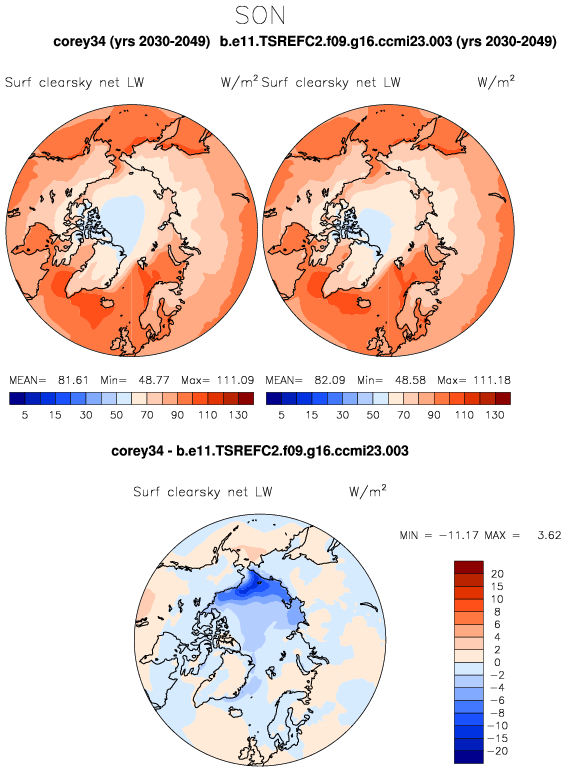 SON
corey34 (yrs 2030-2049) b.e11.TSREFC2.f09.g16.ccmi23.003 (yrs 2030-2049)
Surf clearsky net LW W/m² Surf clearsky net LW W/m²
MEAN= 81.61 Min= 48.77 Max= 111.09 MEAN= 82.09 Min= 48.58 Max= 111.18
5 15 30 50 70 90 110 130 5 15 30 50 70 90 110 130
corey34 - b.e11.TSREFC2.f09.g16.ccmi23.003
Surf clearsky net LW W/m²
MIN = -11.17 MAX = 3.62
20
15
10
8
6
4
2
0
-2
-4
-6
-8
-10
-15
-20